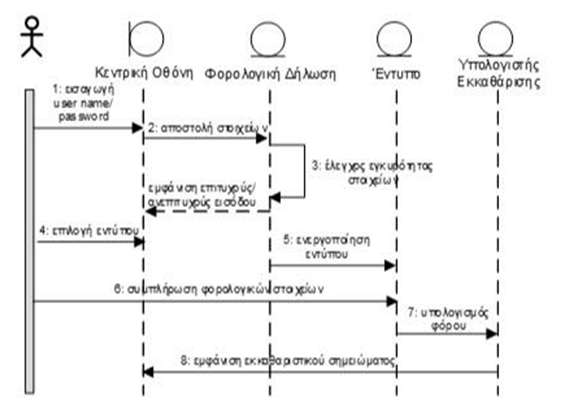 Κεντρική Οθόνη
Φορολογική Δήλωση
Έντυπο
Υπολογιστής
Εκκαθάρισης
1: εισαγωγή
user name/
password
2: αποστολή στοιχείων
3: έλεγχος εγκυρότητας
στοιχείων
εμφάνιση επιτυχούς/
ανεπιτυχούς εισόδου
4: επιλογή εντύπου
5: ενεργοποίηση
εντύπου
6: συμπλήρωση φορολογικών στοιχείων
7: υπολογισμός
φόρου
8: εμφάνιση εκκαθαριστικού σημειώματος